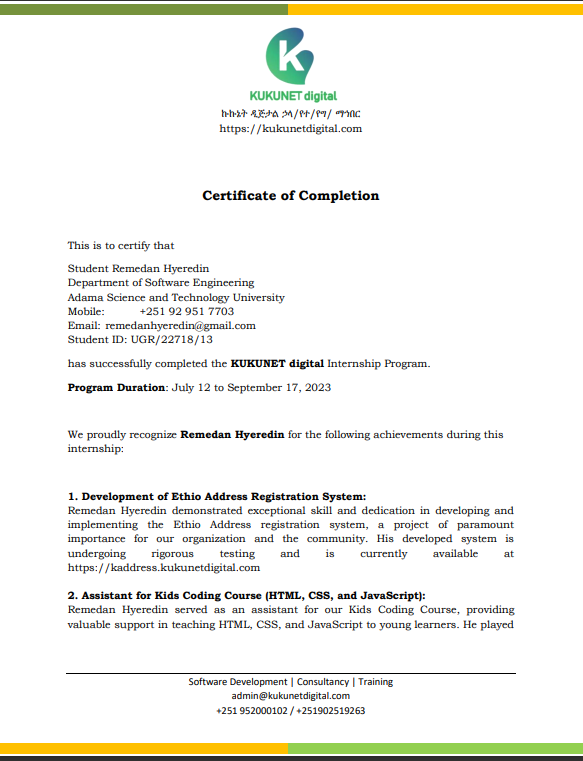 K
KUKUNET digital
ኩኩኔት ዲጅታል ኃላ/የተ/የግ/ ማኅበር
https://kukunetdigital.com
Certificate of Completion
This is to certify that
Student Remedan Hyeredin
Department of Software Engineering
Adama Science and Technology University
Mobile: +251 92 951 7703
Email: remedanhyeredin@gmail.com
Student ID: UGR/22718/13
has successfully completed the KUKUNET digital Internship Program.
Program Duration: July 12 to September 17, 2023
We proudly recognize Remedan Hyeredin for the following achievements during this
internship:
1. Development of Ethio Address Registration System:
Remedan Hyeredin demonstrated exceptional skill and dedication in developing and
implementing the Ethio Address registration system, a project of paramount
importance for our organization and the community. His developed system is
undergoing rigorous testing and is currently available at
https://kaddress.kukunetdigital.com
2. Assistant for Kids Coding Course (HTML, CSS, and JavaScript):
Remedan Hyeredin served as an assistant for our Kids Coding Course, providing
valuable support in teaching HTML, CSS, and JavaScript to young learners. He played
Software Development | Consultancy | Training
admin@kukunetdigital.com
+251 952000102 / +251902519263